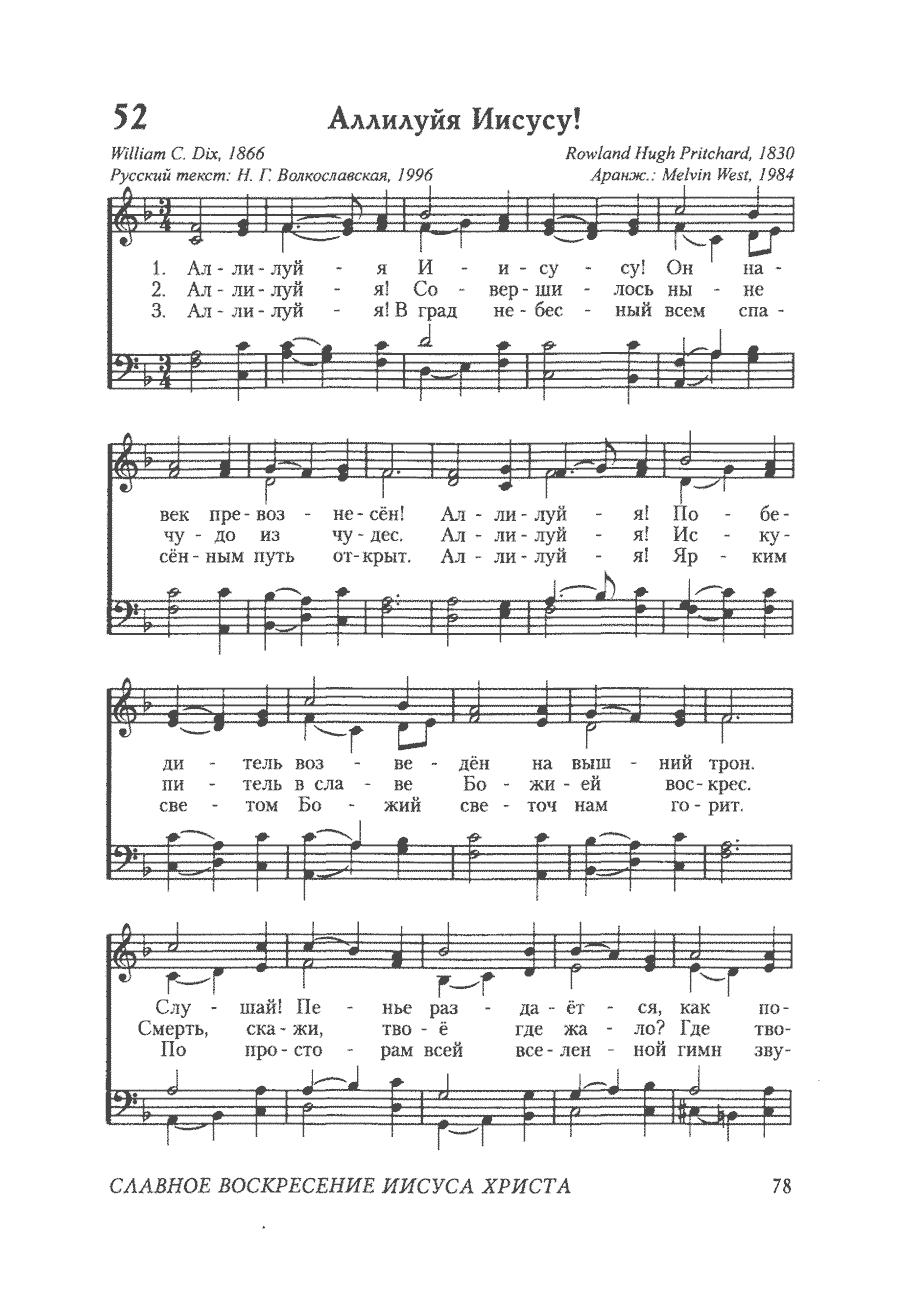 52 Аллилуйя Иисусу!
William C. Dix, 1866 Rowland Hugh Pritchard, 1830
Русский текст: Н. Г. Волкославская, 1996 Аранж.: Melvin West, 1984
1. Ал - ли - луй - я И - и - су - су! Он на -
2. Ал - ли - луй - я! Со - вер - ши - лось ны - не
3. Ал - ли - луй - я! В град не - бес - ный всем спа -
век пре - воз - не - сён! Ал - ли - луй - я! По - бе -
чу - до из чу - дес. Ал - ли - луй - я! Ис - ку -
сён - ным путь от - крыт. Ал - ли - луй - я! Яр - ким
ди - тель воз - ве - дён на выш - ний трон.
пи - тель в сла - ве Бо - жи - ей вос - крес.
све - том Бо - жий све - точ нам го - рит.
Слу - шай! Пе - нье раз - да - ёт - ся, как по -
Смерть, ска - жи, тво - ё где жа - ло? Где тво -
По про - сто - рам всей все - лен - ной гимн зву -
СЛАВНОЕ ВОСКРЕСЕНИЕ ИИСУСА ХРИСТА 78